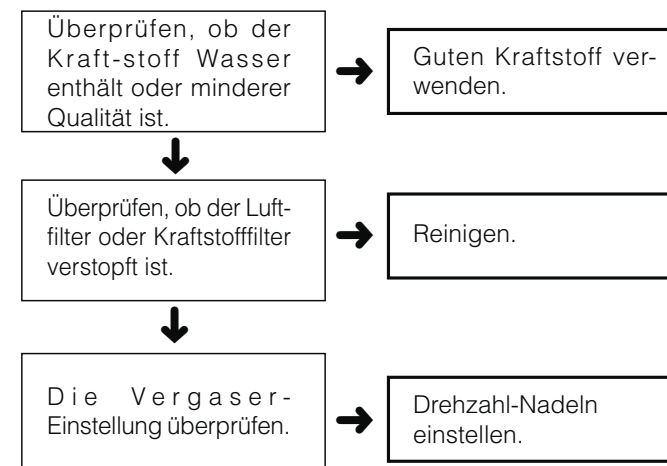 Überprüfen, ob der
Kraft-stoff Wasser
enthält oder minderer
Qualität ist.
Guten Kraftstoff ver-
wenden.
Überprüfen, ob der Luft-
filter oder Kraftstofffilter
verstopft ist.
Reinigen.
Die Vergaser-
Einstellung überprüfen.
Drehzahl-Nadeln
einstellen.